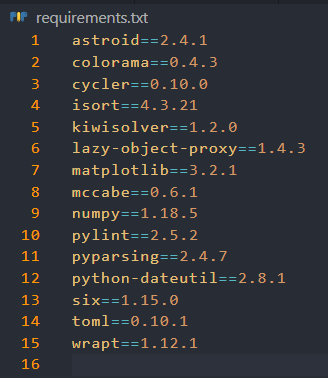 requirements.txt
1 astroid==2.4.1
2 colorama==0.4.3
3 cycler==0.10.0
4 isort==4.3.21
5 kiwisolver==1.2.0
6 lazy-object-proxy==1.4.3
7 matplotlib==3.2.1
8 mccabe==0.6.1
9 numpy==1.18.5
10 pylint==2.5.2
11 pyparsing==2.4.7
12 python-dateutil==2.8.1
13 six==1.15.0
14 toml==0.10.1
15 wrapt==1.12.1
16